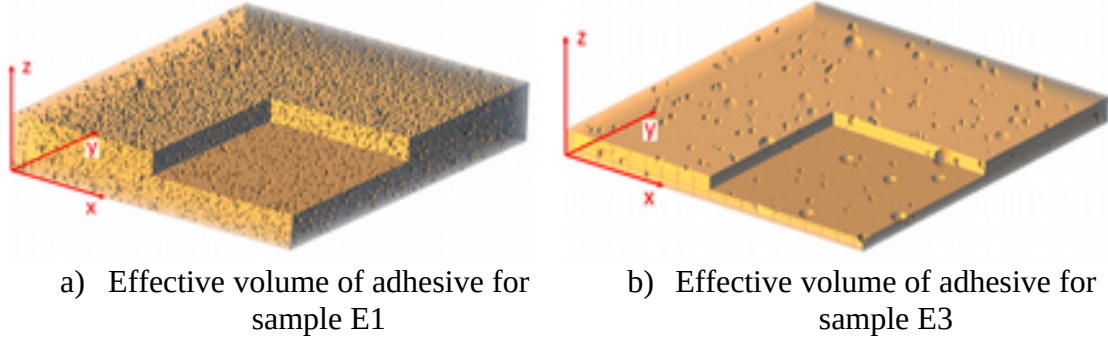 z
y
x
z
y
x
a) Effective volume of adhesive for
sample E1
b) Effective volume of adhesive for
sample E3